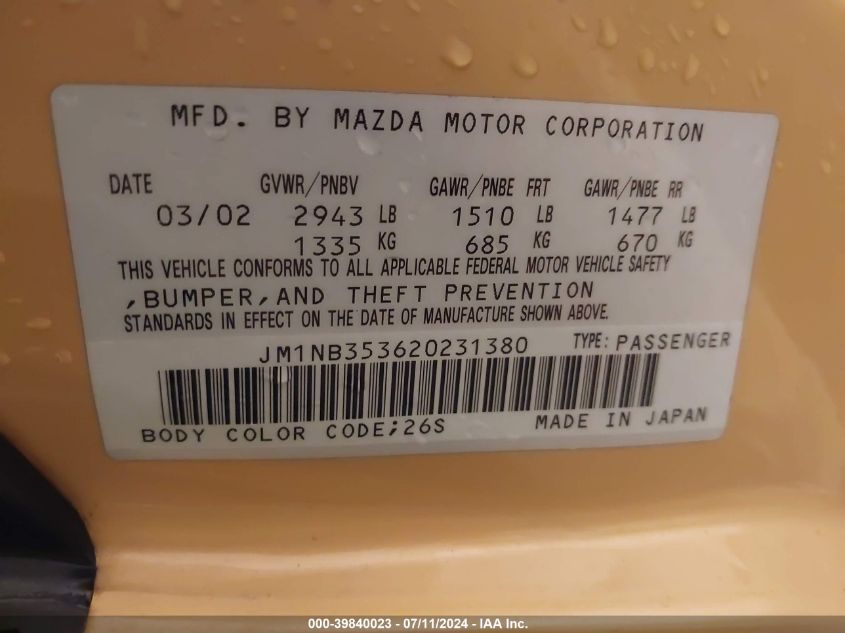 MFD. BY MAZDA MOTOR CORPORATION
DATE GVWR/PNBV GAWR/PNBE FRT GAWR/PNBE RR
03/02 2943 LB 1510 LB 1477 LB
1335 KG 685 KG 670 KG
THIS VEHICLE CONFORMS TO ALL APPLICABLE FEDERAL MOTOR VEHICLE SAFETY
,BUMPER,AND THEFT PREVENTION
STANDARDS IN EFFECT ON THE DATE OF MANUFACTURE SHOWN ABOVE.
JM1NB353620231380 TYPE: PASSENGER
BODY COLOR CODE;26S MADE IN JAPAN
000-39840023 - 07/11/2024 - IAA Inc.